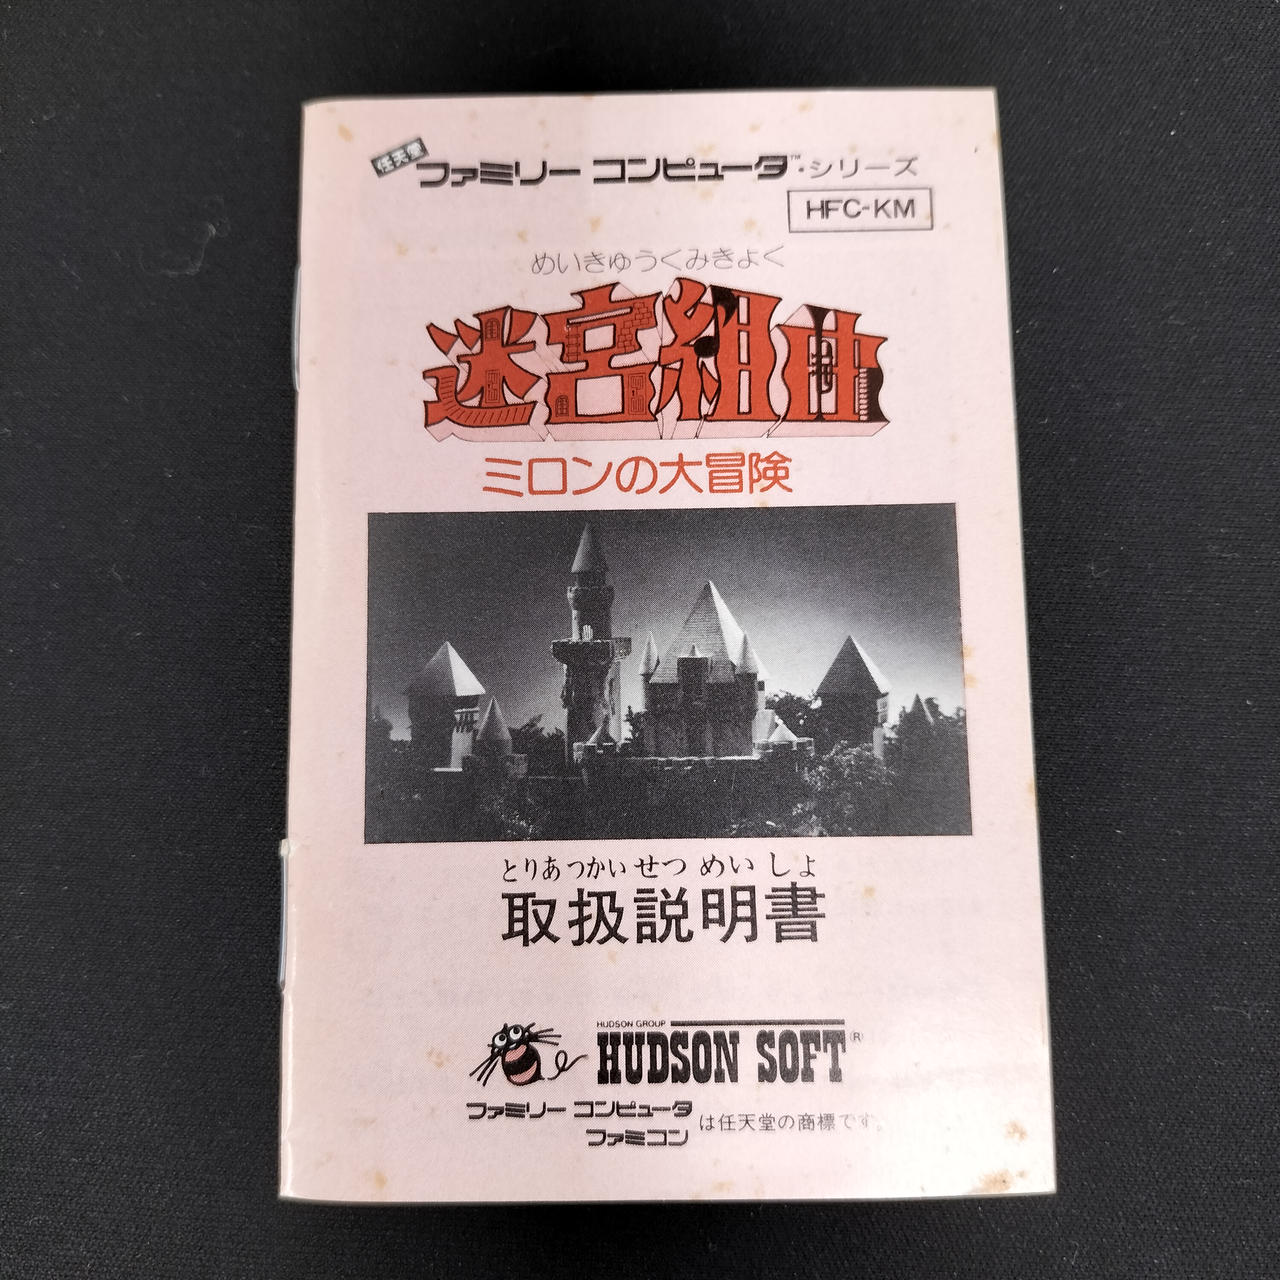 任天堂 ファミリー コンピュータ™・シリーズ
HFC-KM
めいきゅうくみきょく
迷宮組曲
ミロンの大冒険
とりあつかいせつめいしょ
取扱説明書
HUDSON GROUP
HUDSON SOFT®
ファミリー コンピュータ
ファミコン
は任天堂の商標です。